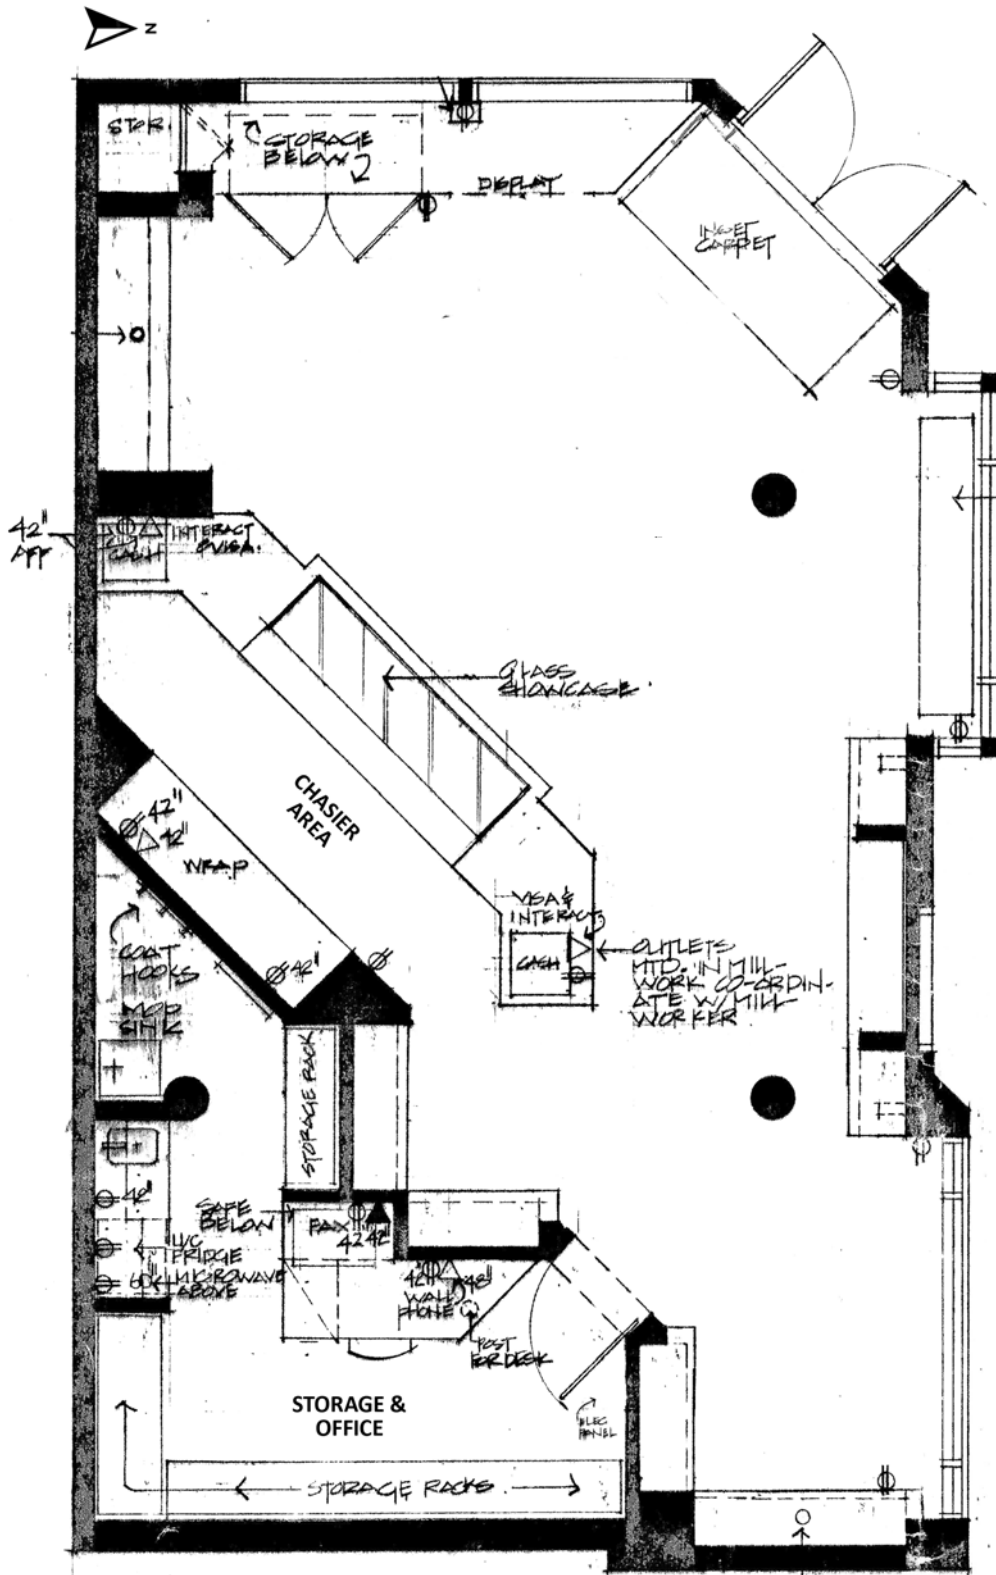 N
STOR.
STORAGE
BELOW
DISPLAY
INSET
CARPET
42"
AFF
CASH
INTERACT
&VISA.
GLASS
SHOWCASE.
CHASIER
AREA
42"
42"
WRAP
COAT
HOOKS
MOP
SINK
42"
VISA &
INTERACT
CASH
OUTLETS
MTD. IN MILL-
WORK CO-ORDIN-
ATE W/ MILL
WORKER
STORAGE RACK
42"
SAFE
BELOW
FAX
42" 42"
U/C
FRIDGE
60" MICROWAVE
ABOVE
42" 48"
WALL
PHONE
POST
FOR DESK
ELEC
PANEL
STORAGE &
OFFICE
STORAGE RACKS